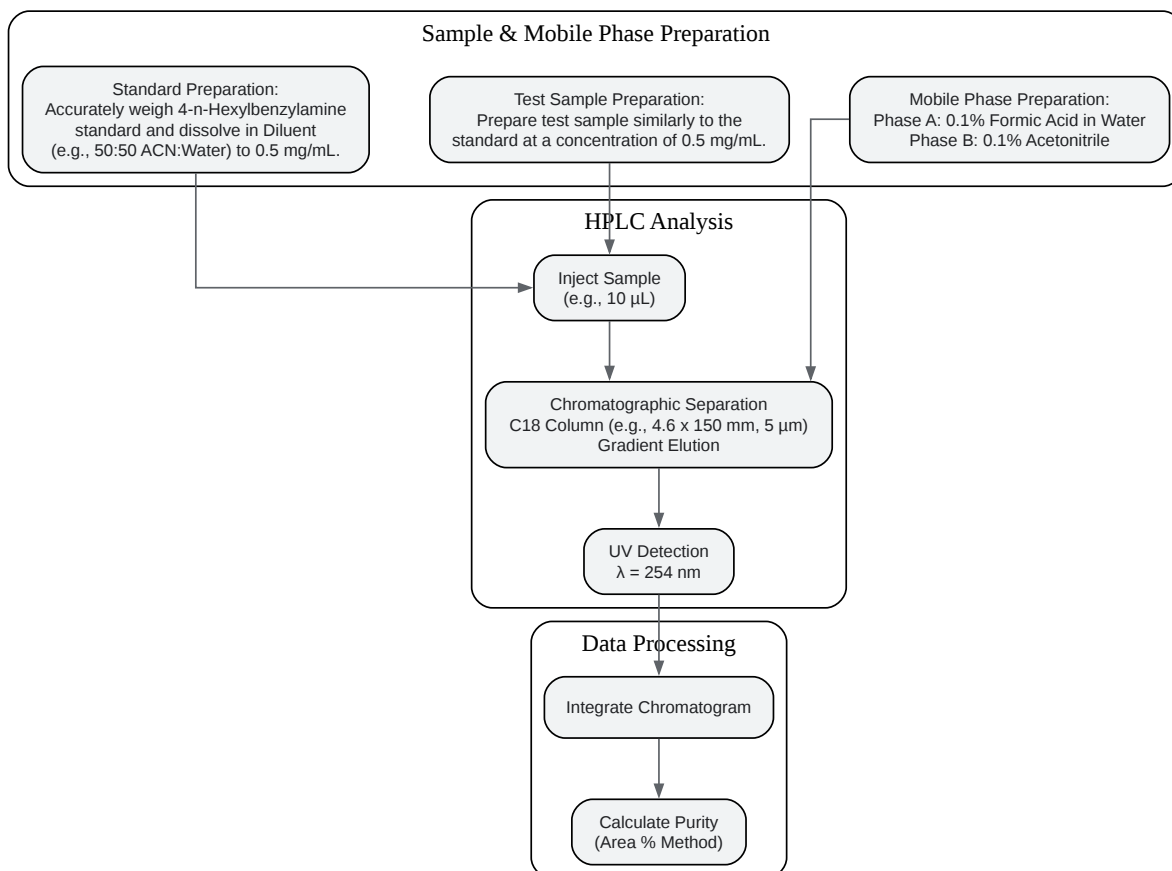 Sample & Mobile Phase Preparation
Standard Preparation:
Accurately weigh 4-n-Hexylbenzylamine
standard and dissolve in Diluent
(e.g., 50:50 ACN:Water) to 0.5 mg/mL.
Test Sample Preparation:
Prepare test sample similarly to the
standard at a concentration of 0.5 mg/mL.
Mobile Phase Preparation:
Phase A: 0.1% Formic Acid in Water
Phase B: 0.1% Acetonitrile
HPLC Analysis
Inject Sample
(e.g., 10 µL)
Chromatographic Separation
C18 Column (e.g., 4.6 x 150 mm, 5 µm)
Gradient Elution
UV Detection
λ = 254 nm
Data Processing
Integrate Chromatogram
Calculate Purity
(Area % Method)